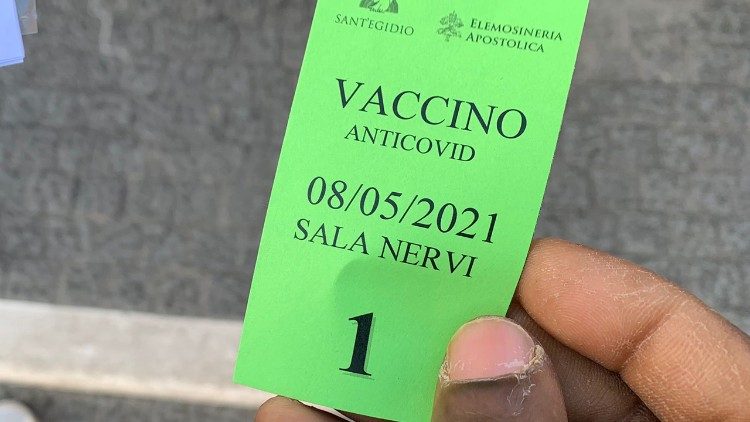 SANT'EGIDIO
ELEMOSINERIA
APOSTOLICA
VACCINO
ANTICOVID
08/05/2021
SALA NERVI
1